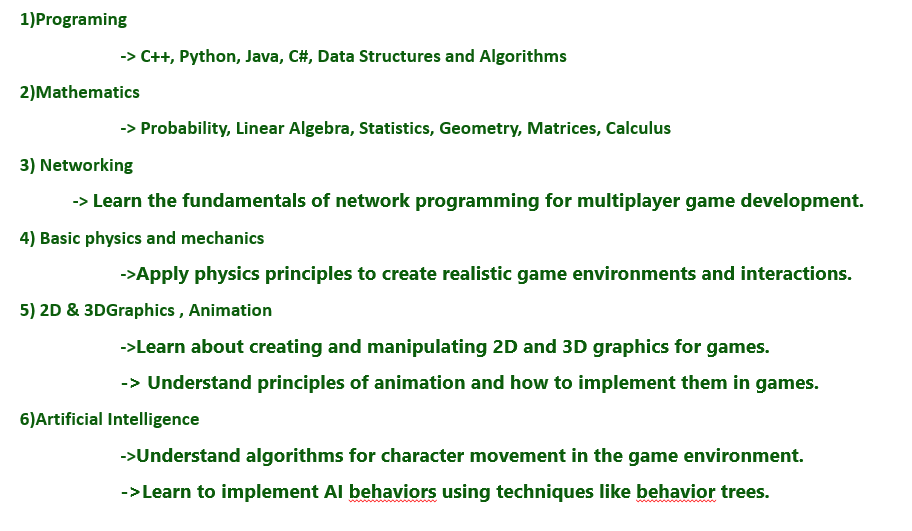 1)Programing
-> C++, Python, Java, C#, Data Structures and Algorithms
2)Mathematics
-> Probability, Linear Algebra, Statistics, Geometry, Matrices, Calculus
3) Networking
-> Learn the fundamentals of network programming for multiplayer game development.
4) Basic physics and mechanics
->Apply physics principles to create realistic game environments and interactions.
5) 2D & 3DGraphics , Animation
->Learn about creating and manipulating 2D and 3D graphics for games.
-> Understand principles of animation and how to implement them in games.
6)Artificial Intelligence
->Understand algorithms for character movement in the game environment.
->Learn to implement AI behaviors using techniques like behavior trees.